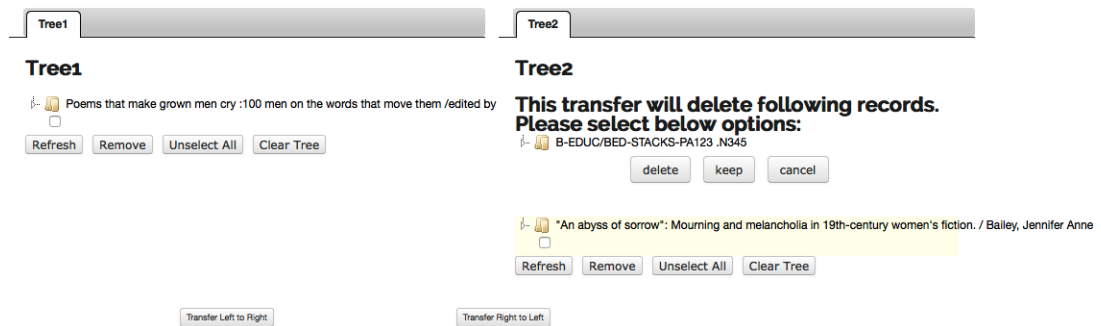 Tree1
Tree1
Poems that make grown men cry :100 men on the words that move them /edited by
Refresh Remove Unselect All Clear Tree
Tree2
Tree2
This transfer will delete following records.
Please select below options:
B-EDUC/BED-STACKS-PA123 .N345
delete keep cancel
"An abyss of sorrow": Mourning and melancholia in 19th-century women's fiction. / Bailey, Jennifer Anne
Refresh Remove Unselect All Clear Tree
Transfer Left to Right Transfer Right to Left